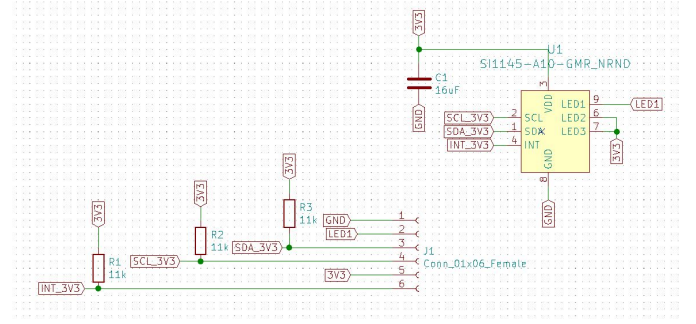 3V3
U1
SI1145-A10-GMR_NRND
C1
16uF
GND
3
VDD
SCL_3V3
2
SCL
SDA_3V3
1
SDA
INT_3V3
4
INT
LED1
9
LED1
LED2
6
LED3
7
3V3
GND
8
GND
3V3
R3
11k
3V3
R2
11k
3V3
R1
11k
GND
1
LED1
2
SDA_3V3
3
SCL_3V3
4
3V3
5
INT_3V3
6
J1
Conn_01x06_Female